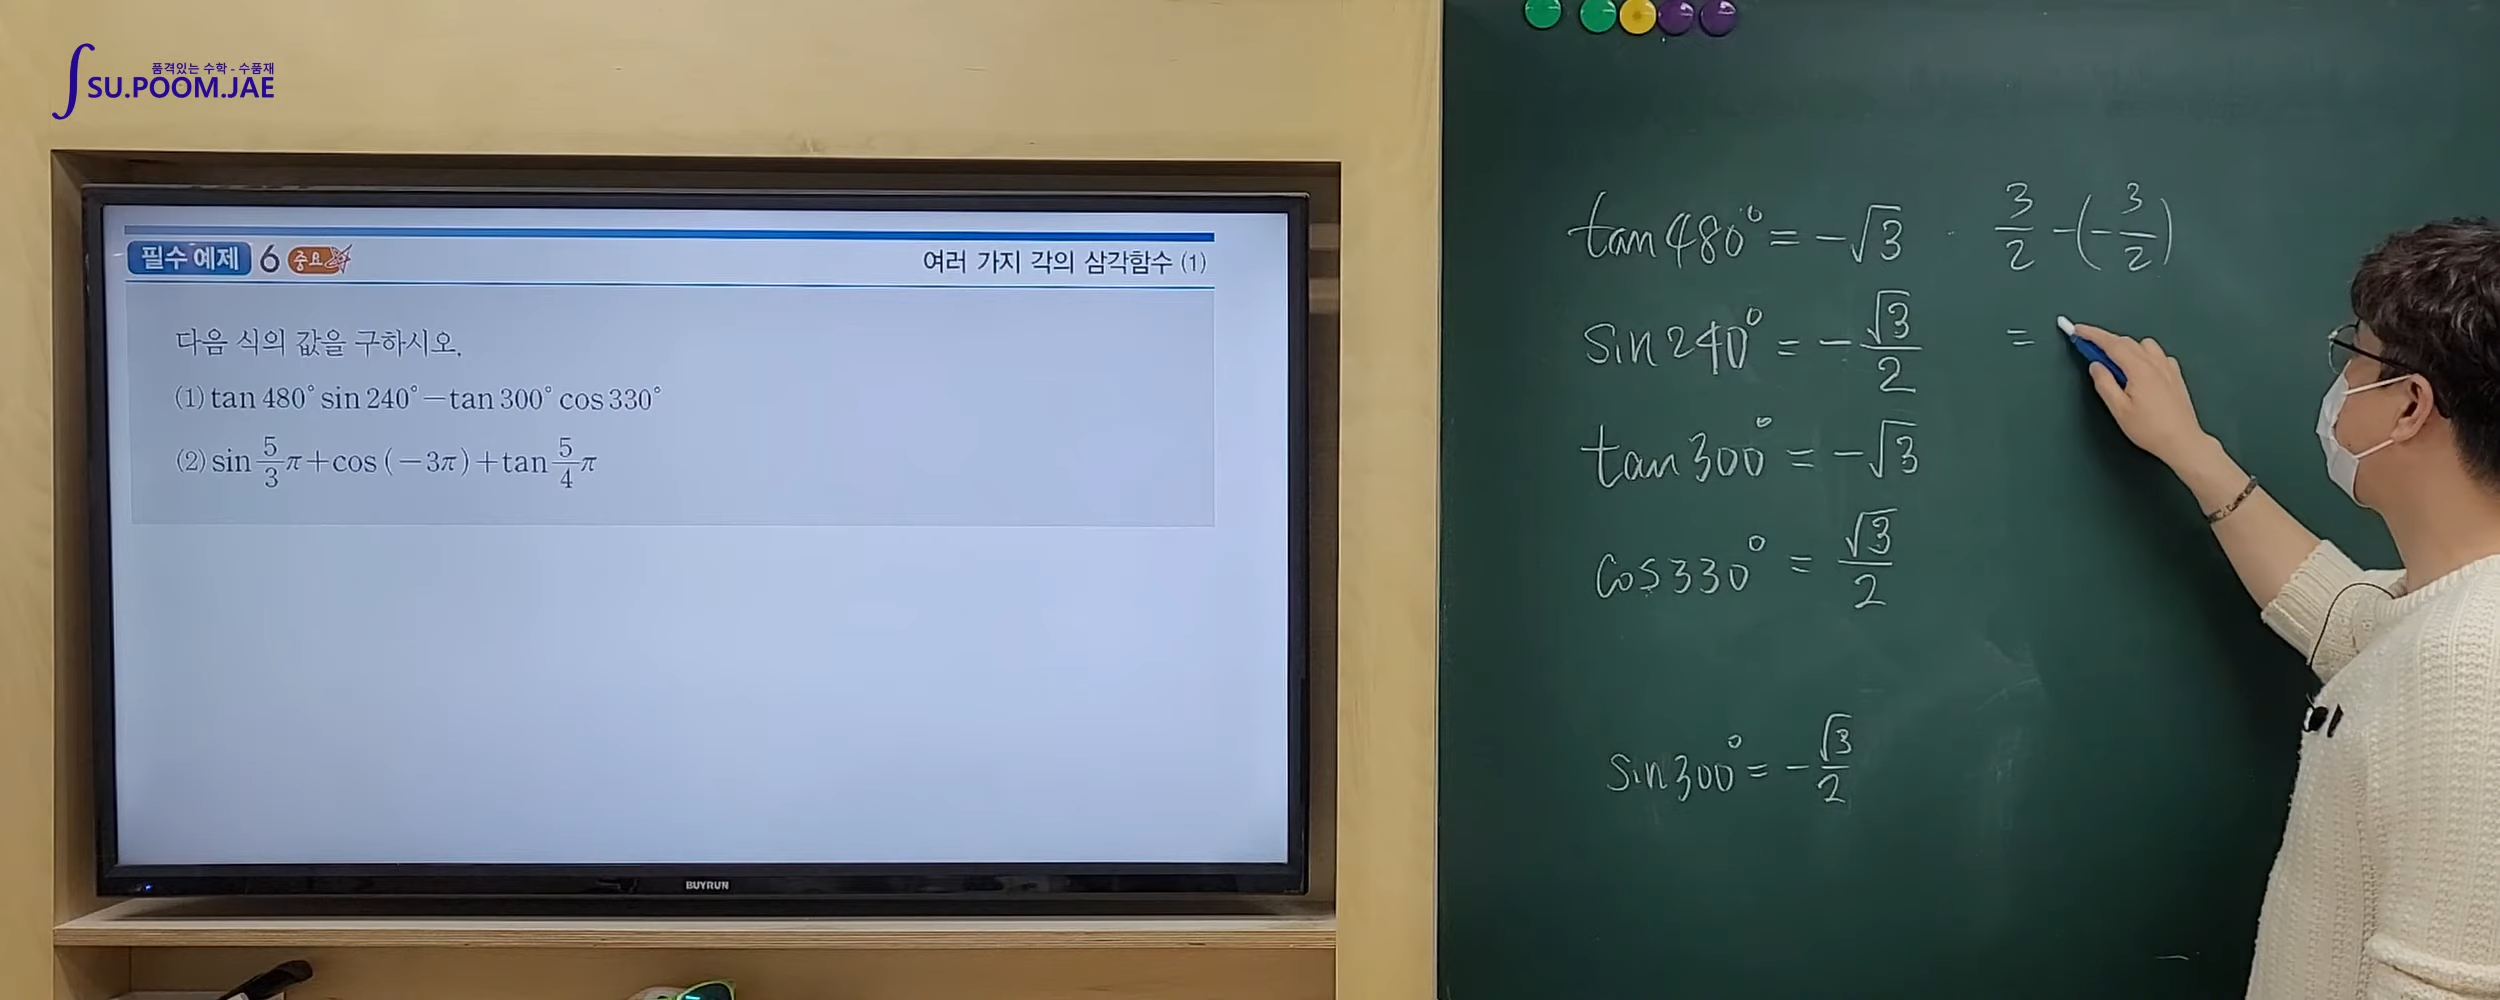 품격있는 수학 - 수품재
∫SU.POOM.JAE
필수 예제 6 중요
여러 가지 각의 삼각함수 (1)
다음 식의 값을 구하시오.
(1) tan 480° sin 240° − tan 300° cos 330°
(2) sin 5/3 π + cos (−3π) + tan 5/4 π
BUYRUN
tan 480° = −√3
sin 240° = −√3/2
tan 300° = −√3
cos 330° = √3/2
sin 300° = −√3/2
3/2 − (−3/2)
=